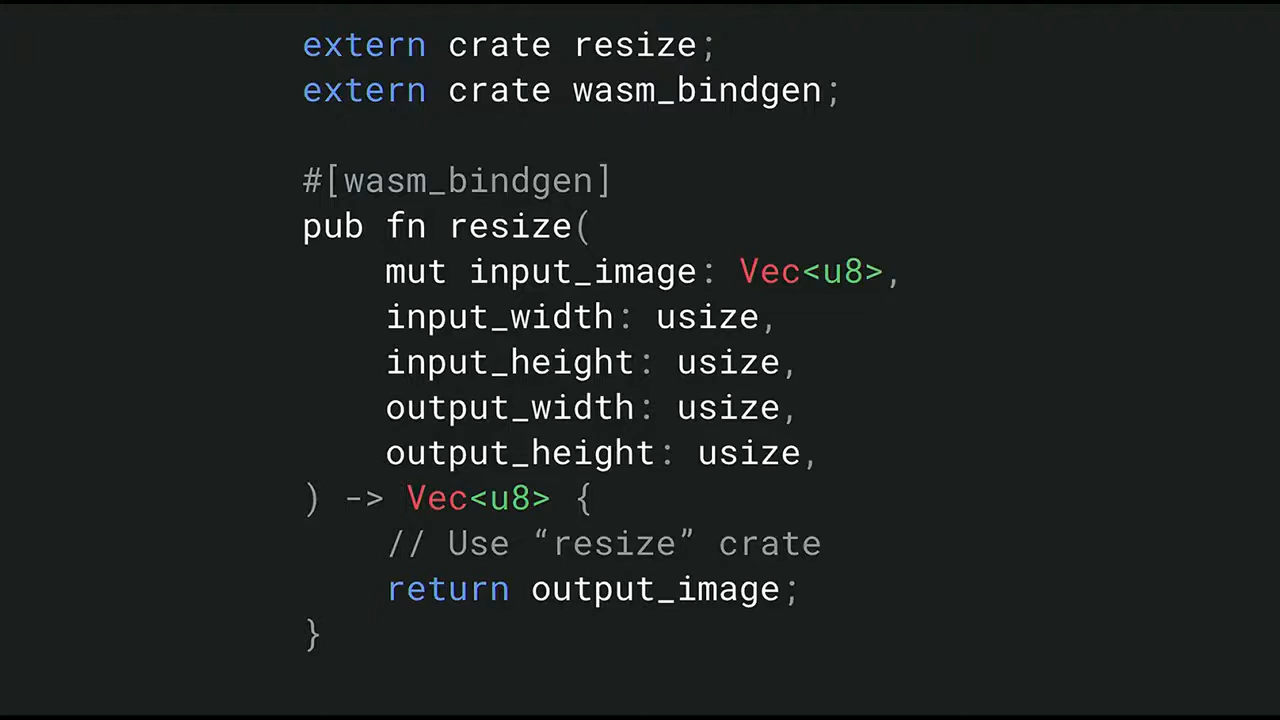 extern crate resize;
extern crate wasm_bindgen;
#[wasm_bindgen]
pub fn resize(
    mut input_image: Vec<u8>,
    input_width: usize,
    input_height: usize,
    output_width: usize,
    output_height: usize,
) -> Vec<u8> {
    // Use “resize” crate
    return output_image;
}